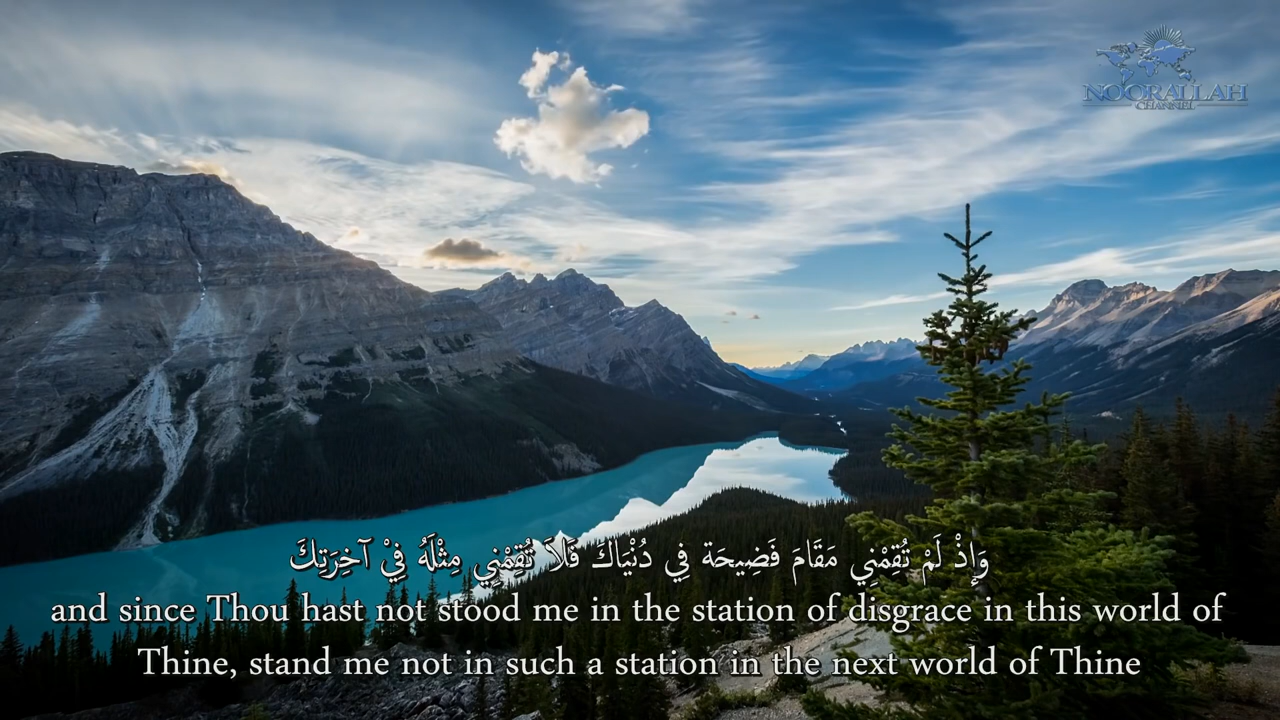 NOORALLAH
CHANNEL
وَإِذْ لَمْ تُقِمْنِي مَقَامَ فَضِيحَة فِي دُنْيَاكَ فَلاَ تُقِمْنِي مِثْلَهُ فِيْ آخِرَتِكَ
and since Thou hast not stood me in the station of disgrace in this world of
Thine, stand me not in such a station in the next world of Thine